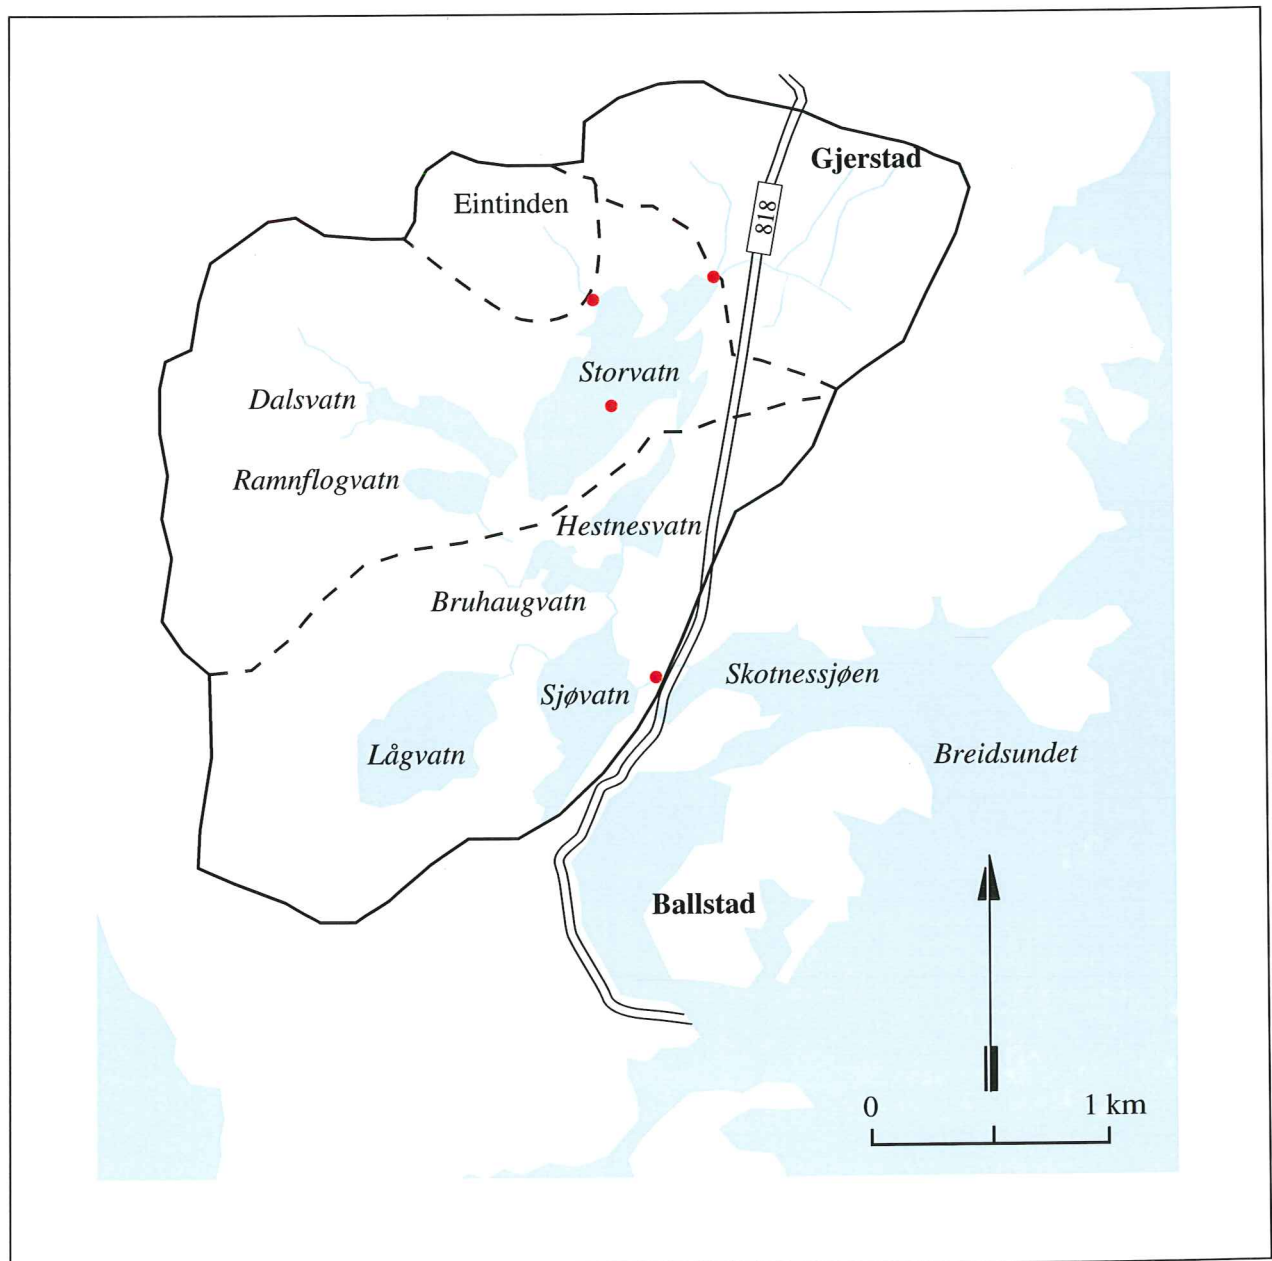 Gjerstad
Eintinden
818
Storvatn
Dalsvatn
Ramnflogvatn
Hestnesvatn
Bruhaugvatn
Skotnessjøen
Sjøvatn
Lågvatn
Breidsundet
Ballstad
0 1 km